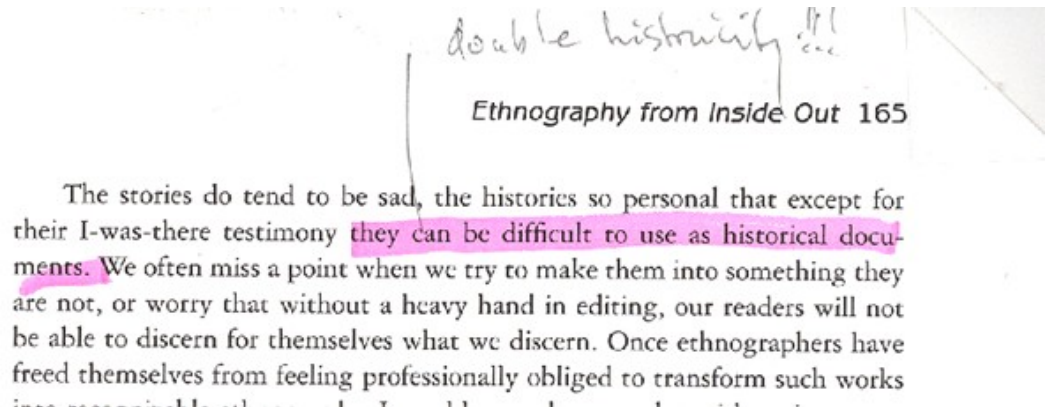 double historicity !!!
Ethnography from Inside Out 165
The stories do tend to be sad, the histories so personal that except for
their I-was-there testimony they can be difficult to use as historical docu-
ments. We often miss a point when we try to make them into something they
are not, or worry that without a heavy hand in editing, our readers will not
be able to discern for themselves what we discern. Once ethnographers have
freed themselves from feeling professionally obliged to transform such works